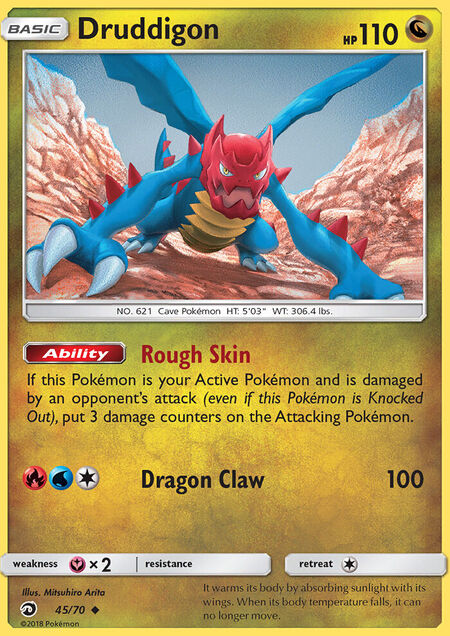 BASIC Druddigon HP 110
NO. 621 Cave Pokémon HT: 5'03" WT: 306.4 lbs.
Ability Rough Skin
If this Pokémon is your Active Pokémon and is damaged
by an opponent's attack (even if this Pokémon is Knocked
Out), put 3 damage counters on the Attacking Pokémon.
Dragon Claw 100
weakness ×2 resistance retreat
Illus. Mitsuhiro Arita
45/70
©2018 Pokémon
It warms its body by absorbing sunlight with its
wings. When its body temperature falls, it can
no longer move.